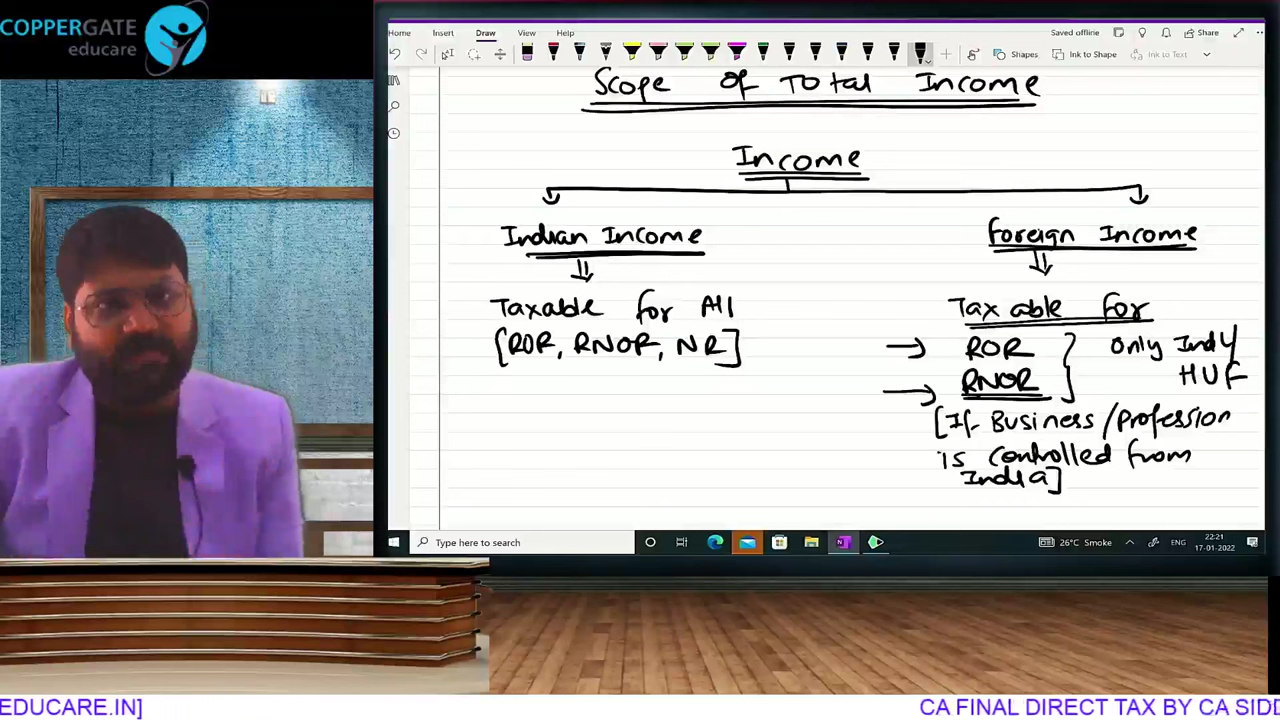 COPPERGATE
educare
Home Insert Draw View Help
Saved offline
Share
Shapes
Ink to Shape
Ink to Text
Scope of Total Income
Income
Indian Income
Foreign Income
Taxable for All
[ROR, RNOR, NR]
Taxable for
ROR
RNOR
only Indv
HUF
[If Business/Profession
is controlled from
India]
Type here to search
26°C Smoke
ENG
22:21
17-01-2022
EDUCARE.IN]
CA FINAL DIRECT TAX BY CA SIDD